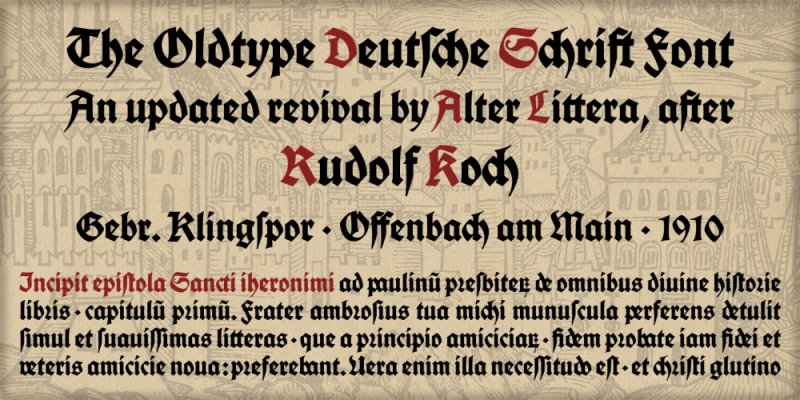 The Oldtype Deutſche Schrift Font
An updated revival by Alter Littera, after
Rudolf Koch
Gebr. Klingſpor · Offenbach am Main · 1910
Incipit epiſtola Sancti iheronimi ad paulinū preſbiteꝝ de omnibus diuine hiſtorie
libris · capitulū primū. Frater ambroſius tua michi munuſcula perferens detulit
ſimul et ſuauiſſimas litteras · que a principio amiciciaꝝ · fidem probate iam fidei et
veteris amicicie noua: preferebant. Uera enim illa neceſſitudo eſt · et chriſti glutino